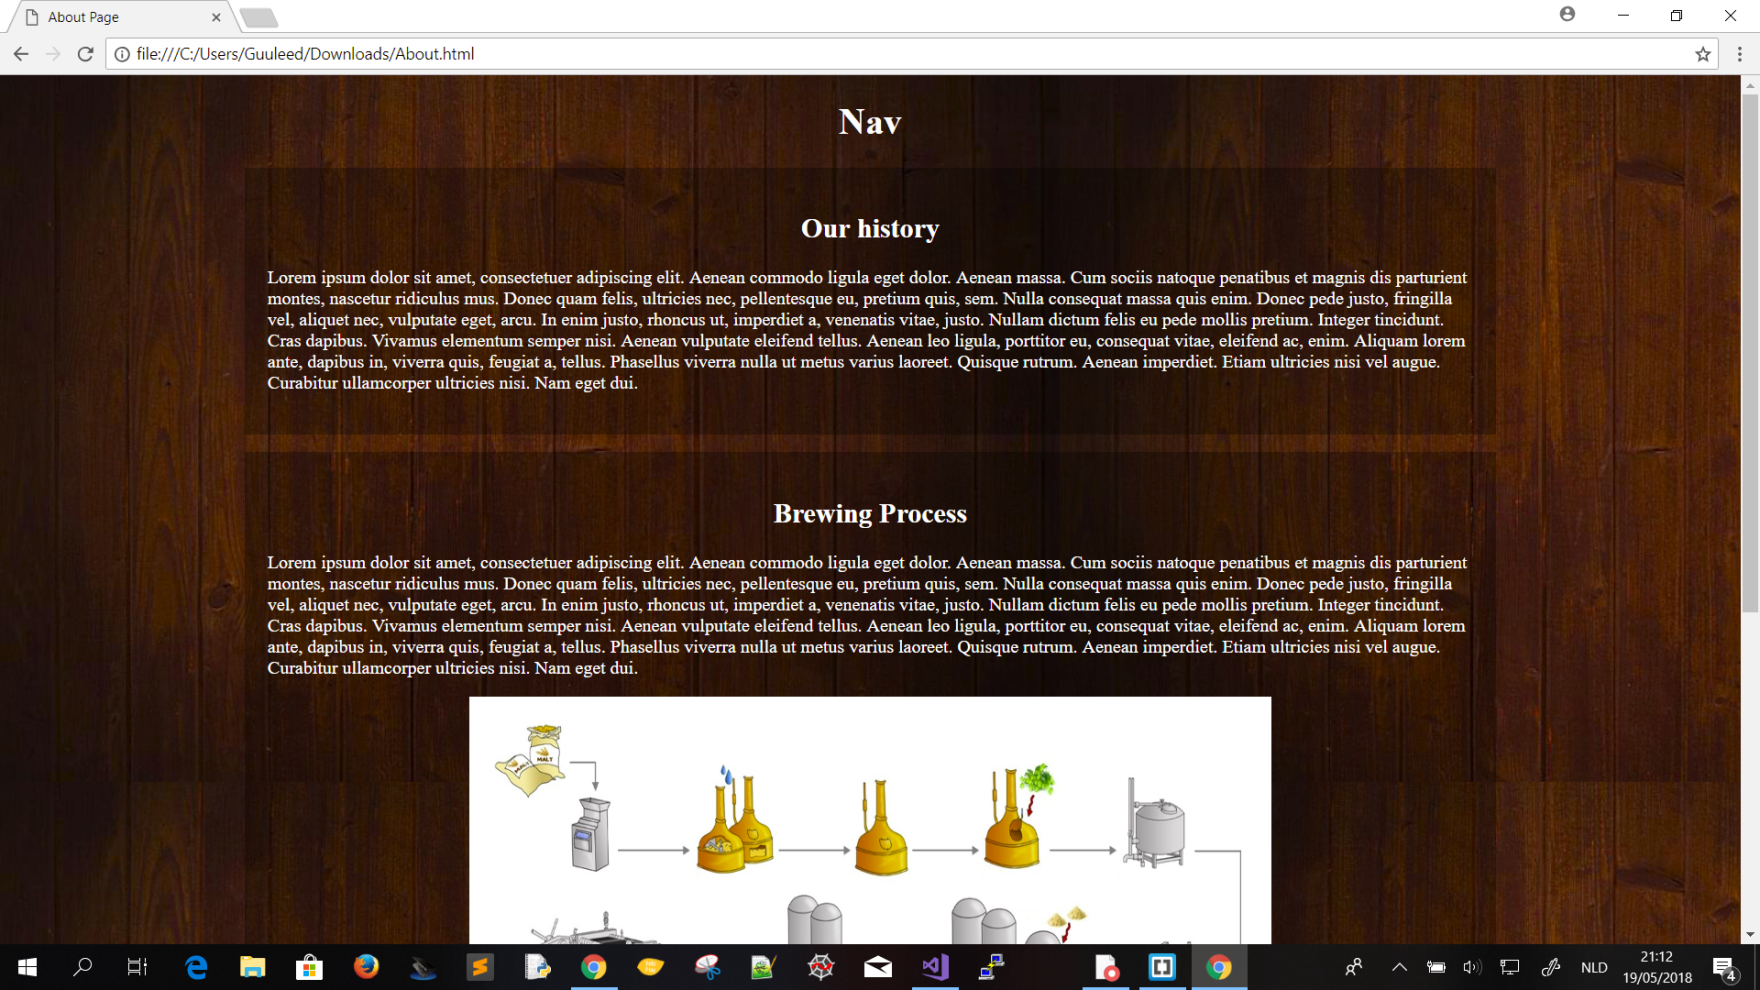 About Page
file:///C:/Users/Guuleed/Downloads/About.html
Nav
Our history
Lorem ipsum dolor sit amet, consectetuer adipiscing elit. Aenean commodo ligula eget dolor. Aenean massa. Cum sociis natoque penatibus et magnis dis parturient
montes, nascetur ridiculus mus. Donec quam felis, ultricies nec, pellentesque eu, pretium quis, sem. Nulla consequat massa quis enim. Donec pede justo, fringilla
vel, aliquet nec, vulputate eget, arcu. In enim justo, rhoncus ut, imperdiet a, venenatis vitae, justo. Nullam dictum felis eu pede mollis pretium. Integer tincidunt.
Cras dapibus. Vivamus elementum semper nisi. Aenean vulputate eleifend tellus. Aenean leo ligula, porttitor eu, consequat vitae, eleifend ac, enim. Aliquam lorem
ante, dapibus in, viverra quis, feugiat a, tellus. Phasellus viverra nulla ut metus varius laoreet. Quisque rutrum. Aenean imperdiet. Etiam ultricies nisi vel augue.
Curabitur ullamcorper ultricies nisi. Nam eget dui.
Brewing Process
Lorem ipsum dolor sit amet, consectetuer adipiscing elit. Aenean commodo ligula eget dolor. Aenean massa. Cum sociis natoque penatibus et magnis dis parturient
montes, nascetur ridiculus mus. Donec quam felis, ultricies nec, pellentesque eu, pretium quis, sem. Nulla consequat massa quis enim. Donec pede justo, fringilla
vel, aliquet nec, vulputate eget, arcu. In enim justo, rhoncus ut, imperdiet a, venenatis vitae, justo. Nullam dictum felis eu pede mollis pretium. Integer tincidunt.
Cras dapibus. Vivamus elementum semper nisi. Aenean vulputate eleifend tellus. Aenean leo ligula, porttitor eu, consequat vitae, eleifend ac, enim. Aliquam lorem
ante, dapibus in, viverra quis, feugiat a, tellus. Phasellus viverra nulla ut metus varius laoreet. Quisque rutrum. Aenean imperdiet. Etiam ultricies nisi vel augue.
Curabitur ullamcorper ultricies nisi. Nam eget dui.
MALT
MALT
NLD
21:12
19/05/2018
4